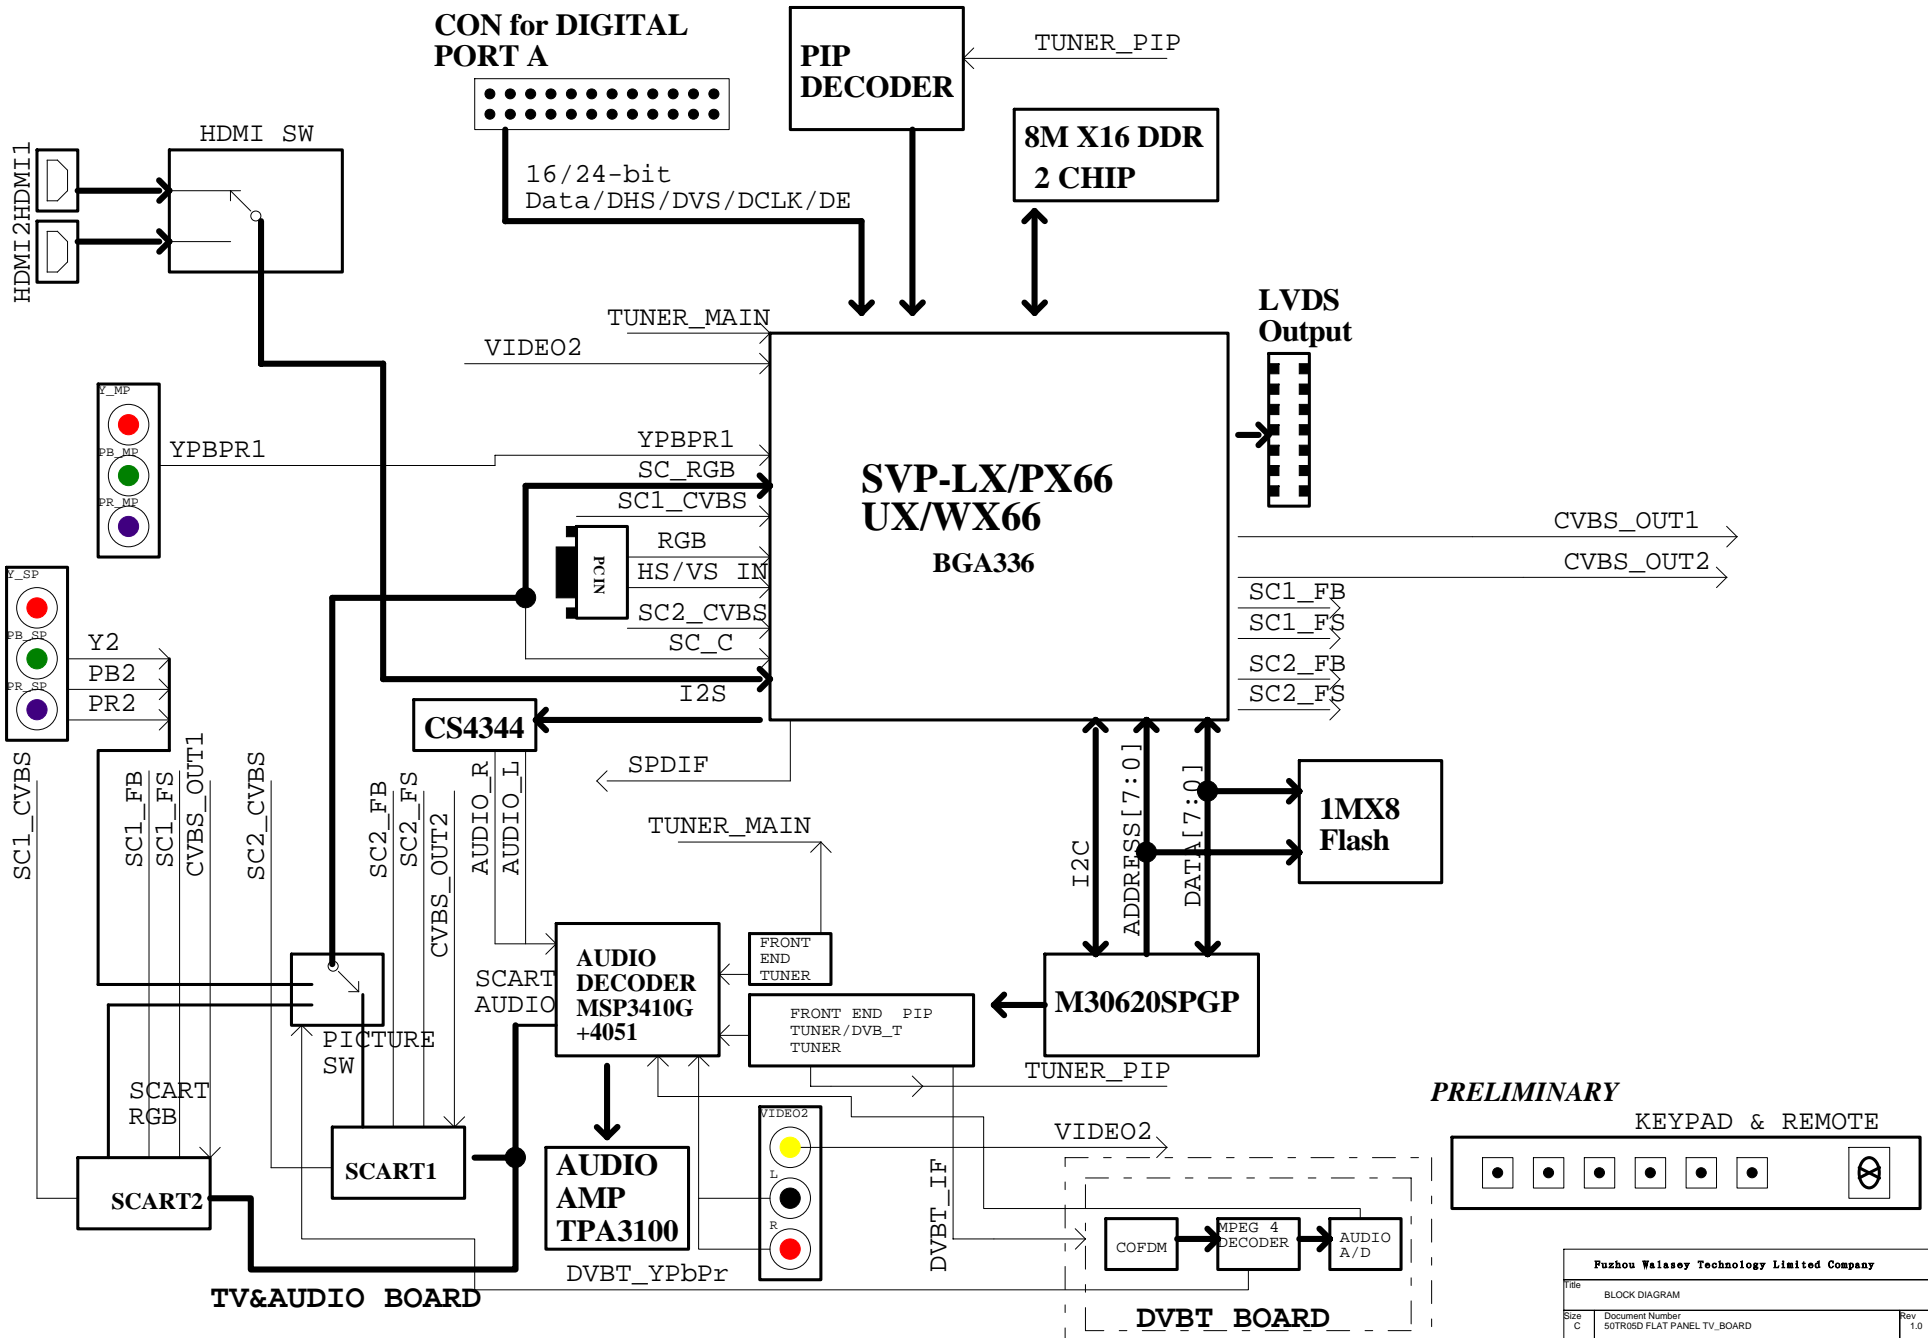 CON for DIGITAL
PORT A
PIP
DECODER
TUNER_PIP
8M X16 DDR
2 CHIP
HDMI SW
HDMI1
HDMI2
16/24-bit
Data/DHS/DVS/DCLK/DE
LVDS
Output
TUNER_MAIN
VIDEO2
Y_MP
PB_MP
PR_MP
YPBPR1
YPBPR1
SC_RGB
SC1_CVBS
RGB
HS/VS IN
PC IN
SC2_CVBS
SC_C
I2S
SVP-LX/PX66
UX/WX66
BGA336
CVBS_OUT1
CVBS_OUT2
SC1_FB
SC1_FS
SC2_FB
SC2_FS
Y_SP
PB_SP
PR_SP
Y2
PB2
PR2
CS4344
SPDIF
SC1_CVBS
SC1_FB
SC1_FS
CVBS_OUT1
SC2_CVBS
SC2_FB
SC2_FS
CVBS_OUT2
AUDIO_R
AUDIO_L
TUNER_MAIN
I2C
ADDRESS[7:0]
DATA[7:0]
1MX8
Flash
SCART
AUDIO
AUDIO
DECODER
MSP3410G
+4051
FRONT
END
TUNER
FRONT END PIP
TUNER/DVB_T
TUNER
M30620SPGP
TUNER_PIP
PICTURE
SW
SCART
RGB
SCART2
SCART1
AUDIO
AMP
TPA3100
VIDEO2
L
R
VIDEO2
DVBT_IF
DVBT_YPbPr
TV&AUDIO BOARD
COFDM
MPEG 4
DECODER
AUDIO
A/D
DVBT BOARD
PRELIMINARY
KEYPAD & REMOTE
Fuzhou Walasey Technology Limited Company
Title
BLOCK DIAGRAM
Size
C
Document Number
50TR05D FLAT PANEL TV_BOARD
Rev
1.0